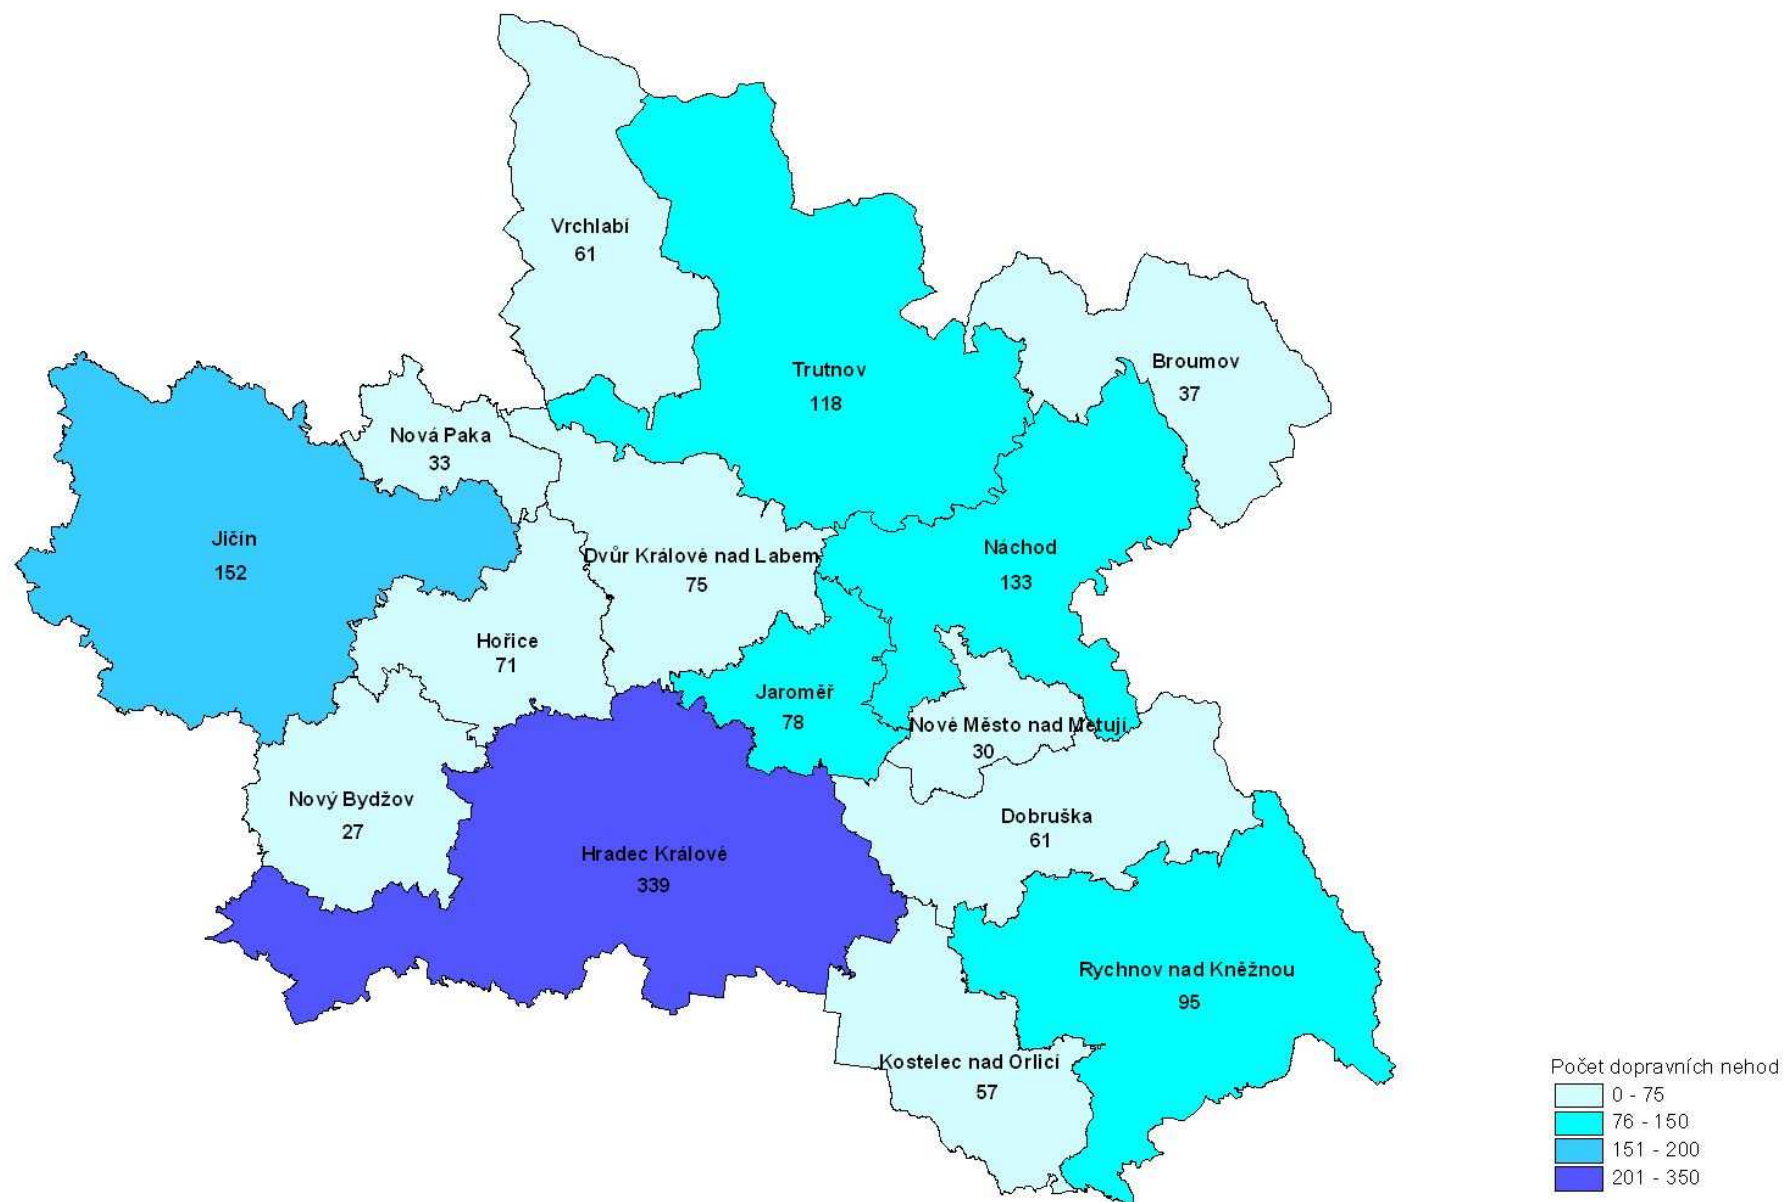 Vrchlabí
61
Trutnov
118
Broumov
37
Nová Paka
33
Jičín
152
Dvůr Králové nad Labem
75
Náchod
133
Hořice
71
Jaroměř
78
Nové Město nad Metují
30
Nový Bydžov
27
Dobruška
61
Hradec Králové
339
Rychnov nad Kněžnou
95
Kostelec nad Orlicí
57
Počet dopravních nehod
0 - 75
76 - 150
151 - 200
201 - 350